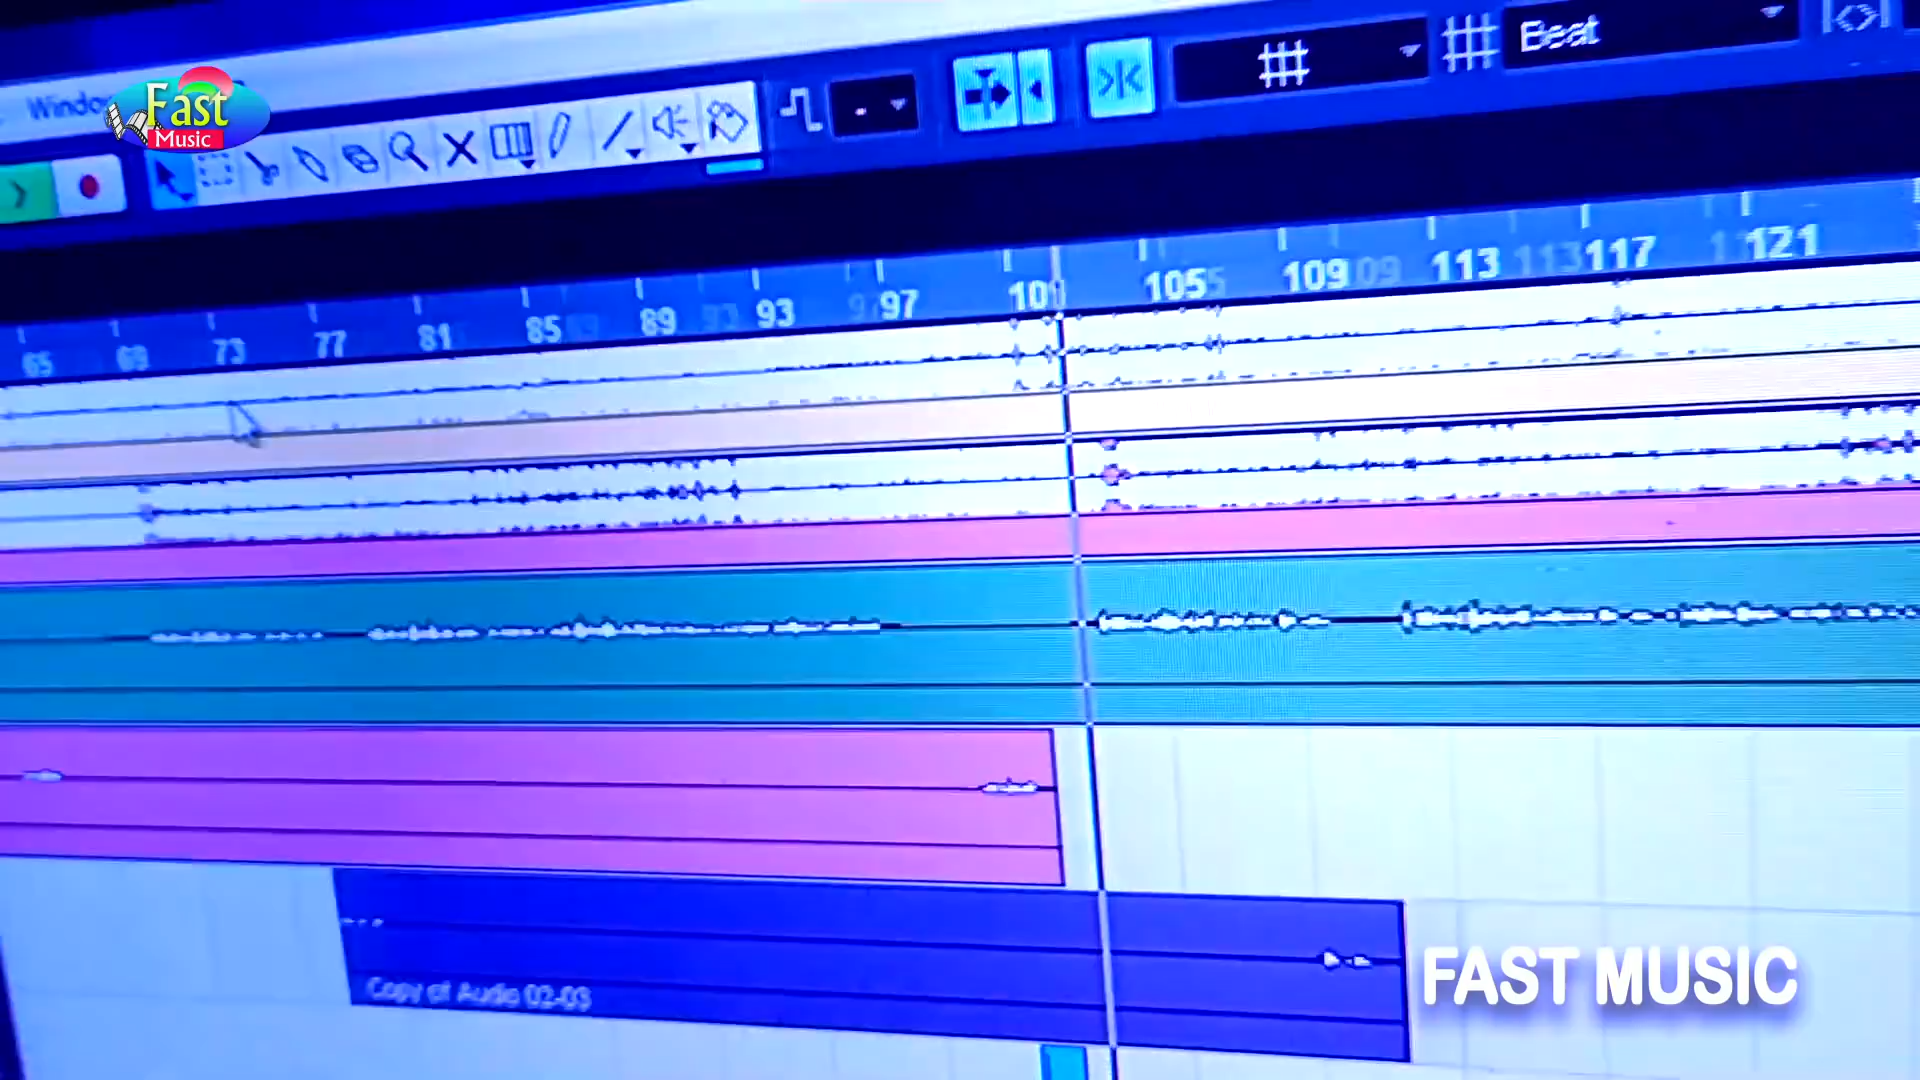 Beat
Fast
Music
65 69 73 77 81 85 89 93 97 105 109 113 117 121
Copy of Audio 02-03
FAST MUSIC